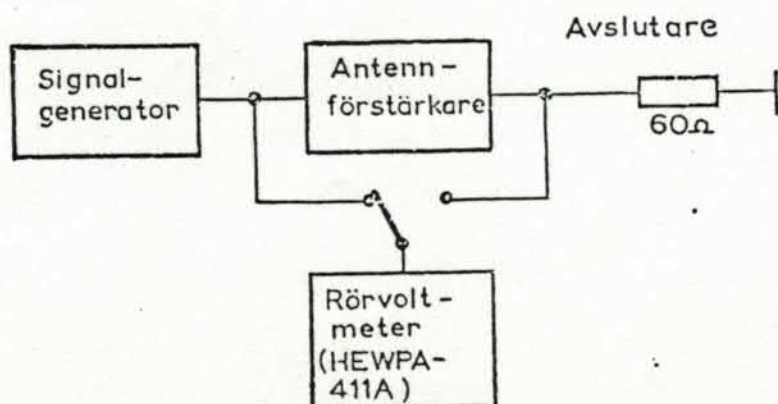 Avslutare
Signal-
generator
Antenn-
förstärkare
60Ω
Rörvolt-
meter
(HEWPA-
411A)